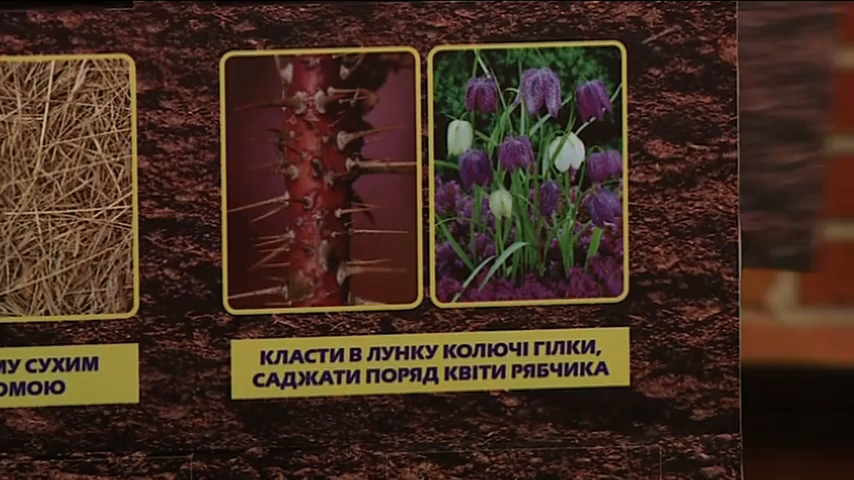 МУ СУХИМ
ОМОЮ
КЛАСТИ В ЛУНКУ КОЛЮЧІ ГІЛКИ,
САДЖАТИ ПОРЯД КВІТИ РЯБЧИКА